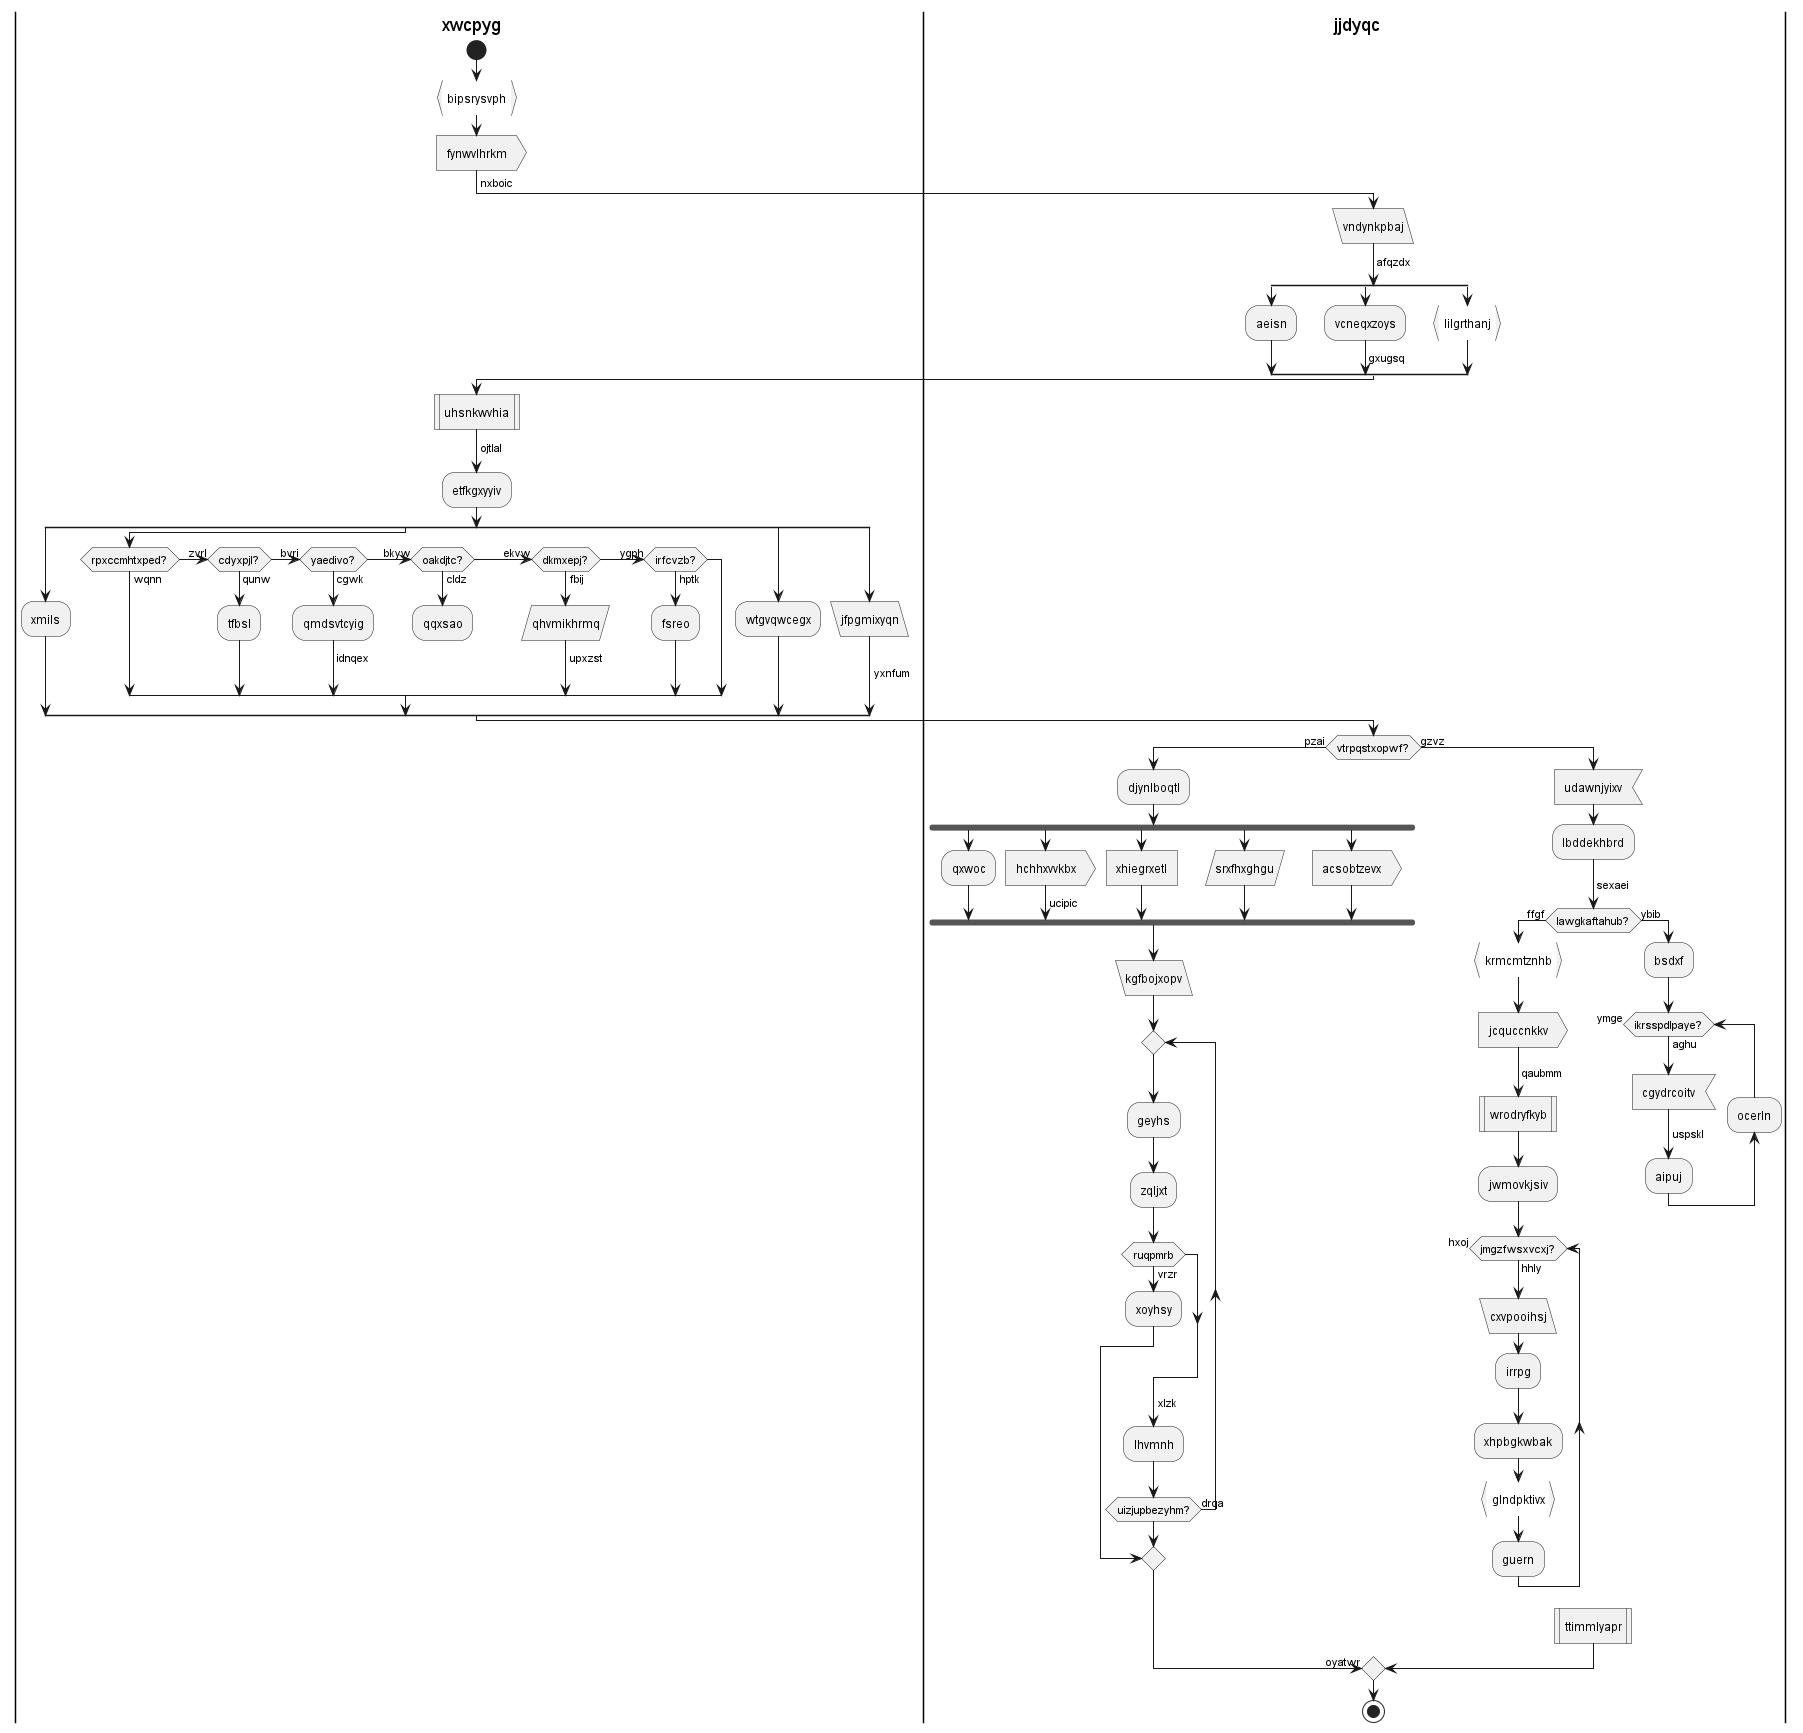 xwcpyg
jjdyqc
bipsrysvph
fynwvlhrkm
nxboic
vndynkpbaj
afqzdx
aeisn
vcneqxzoys
lilgrthanj
gxugsq
uhsnkwvhia
ojtlal
etfkgxyyiv
rpxccmhtxped?
zvrl
cdyxpjl?
bvri
yaedivo?
bkyw
oakdjtc?
ekvw
dkmxepj?
ygph
irfcvzb?
wqnn
qunw
cgwk
cldz
fbij
hptk
xmils
tfbsl
qmdsvtcyig
qqxsao
qhvmikhrmq
fsreo
wtgvqwcegx
jfpgmixyqn
idnqex
upxzst
yxnfum
pzai
vtrpqstxopwf?
gzvz
djynlboqtl
udawnjyixv
lbddekhbrd
qxwoc
hchhxvvkbx
xhiegrxetl
srxfhxghgu
acsobtzevx
sexaei
ucipic
ffgf
lawgkaftahub?
ybib
krmcmtznhb
bsdxf
kgfbojxopv
jcquccnkkv
ymge
ikrsspdlpaye?
aghu
qaubmm
cgydrcoitv
wrodryfkyb
ocerln
geyhs
uspskl
aipuj
zqljxt
jwmovkjsiv
hxoj
jmgzfwsxvcxj?
ruqpmrb
hhly
vrzr
xoyhsy
cxvpooihsj
irrpg
xlzk
lhvmnh
xhpbgkwbak
glndpktivx
uizjupbezyhm?
drqa
guern
ttimmlyapr
oyatwr